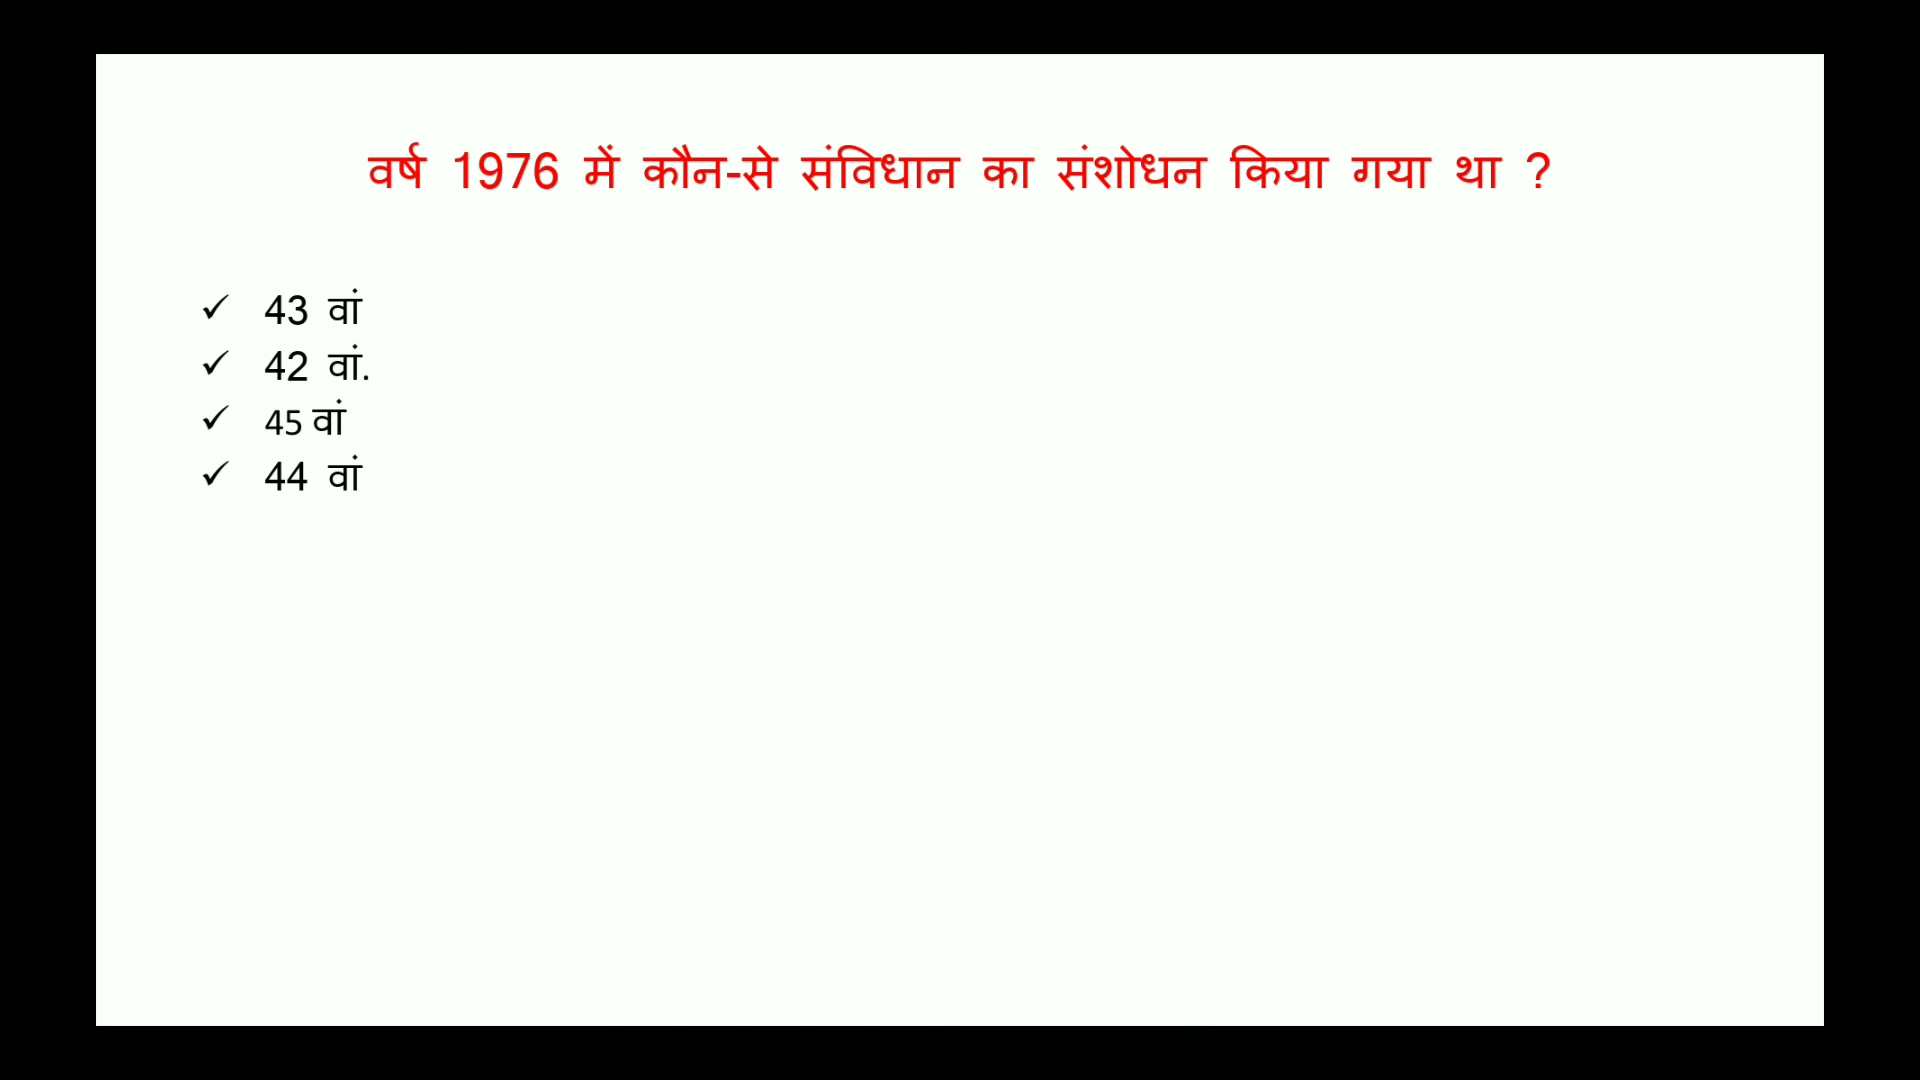 वर्ष 1976 में कौन-से संविधान का संशोधन किया गया था ?
✓ 43 वां
✓ 42 वां.
✓ 45 वां
✓ 44 वां